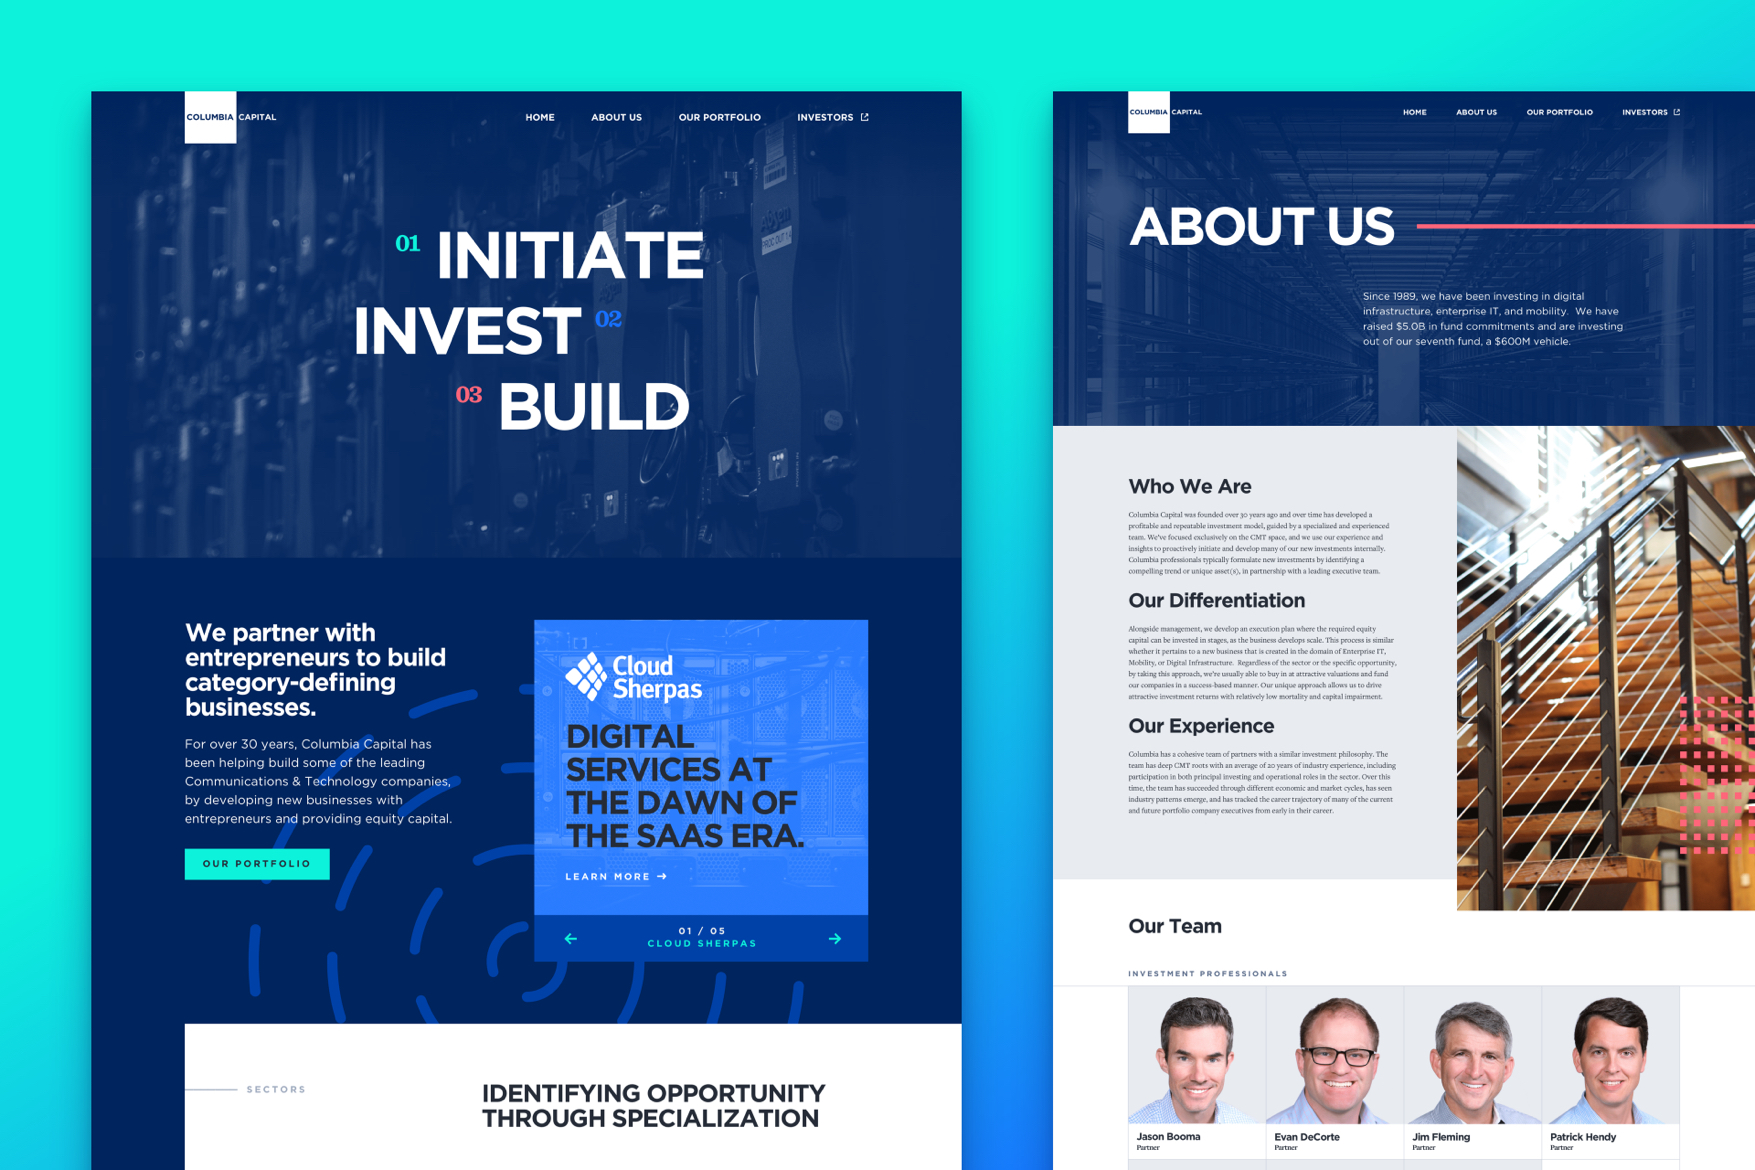 COLUMBIA CAPITAL
HOME ABOUT US OUR PORTFOLIO INVESTORS
01 INITIATE
INVEST 02
03 BUILD
We partner with
entrepreneurs to build
category-defining
businesses.
For over 30 years, Columbia Capital has
been helping build some of the leading
Communications & Technology companies,
by developing new businesses with
entrepreneurs and providing equity capital.
OUR PORTFOLIO
Cloud
Sherpas
DIGITAL
SERVICES AT
THE DAWN OF
THE SAAS ERA.
LEARN MORE →
← 01 / 05 →
CLOUD SHERPAS
SECTORS
IDENTIFYING OPPORTUNITY
THROUGH SPECIALIZATION
COLUMBIA CAPITAL
HOME ABOUT US OUR PORTFOLIO INVESTORS
ABOUT US
Since 1989, we have been investing in digital
infrastructure, enterprise IT, and mobility. We have
raised $5.0B in fund commitments and are investing
out of our seventh fund, a $600M vehicle.
Who We Are
Columbia Capital was founded over 30 years ago and over time has developed a
profitable and repeatable investment model, guided by a specialized and experienced
team. We've focused exclusively on the CMT space, and we use our experience and
insights to proactively initiate and develop many of our new investments internally.
Columbia professionals typically formulate new investments by identifying a
compelling trend or unique asset(s), in partnership with a leading executive team.
Our Differentiation
Alongside management, we develop an execution plan where the required equity
capital can be invested in stages, as the business develops scale. This process is similar
whether it pertains to a new business that is created in the domain of Enterprise IT,
Mobility, or Digital Infrastructure. Regardless of the sector or the specific opportunity,
by taking this approach, we're usually able to buy in at attractive valuations and fund
our companies in a success-based manner. Our unique approach allows us to drive
attractive investment returns with relatively low mortality and capital impairment.
Our Experience
Columbia has a cohesive team of partners with a similar investment philosophy. The
team has deep CMT roots with an average of 20 years of industry experience, including
participation in both principal investing and operational roles in the sector. Over this
time, the team has succeeded through different economic and market cycles, has seen
industry patterns emerge, and has tracked the career trajectory of many of the current
and future portfolio company executives from early in their career.
Our Team
INVESTMENT PROFESSIONALS
Jason Booma
Partner
Evan DeCorte
Partner
Jim Fleming
Partner
Patrick Hendy
Partner